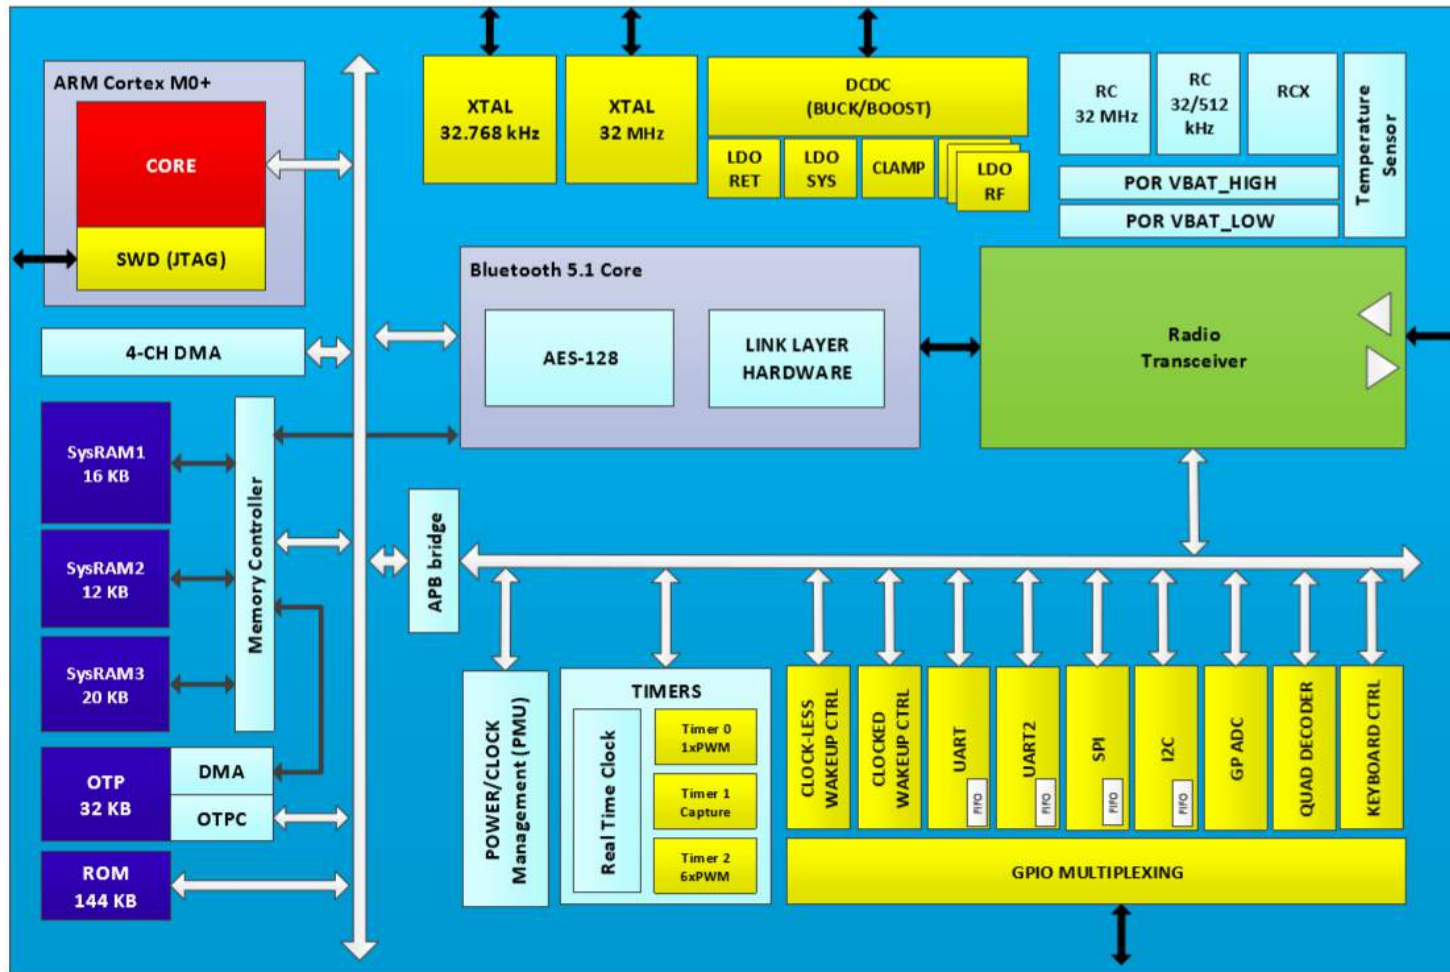 ARM Cortex M0+
CORE
SWD (JTAG)
XTAL
32.768 kHz
XTAL
32 MHz
DCDC
(BUCK/BOOST)
LDO
RET
LDO
SYS
CLAMP
LDO
RF
RC
32 MHz
RC
32/512
kHz
RCX
POR VBAT_HIGH
POR VBAT_LOW
Temperature
Sensor
4-CH DMA
Bluetooth 5.1 Core
AES-128
LINK LAYER
HARDWARE
Radio
Transceiver
SysRAM1
16 KB
SysRAM2
12 KB
SysRAM3
20 KB
Memory Controller
OTP
32 KB
DMA
OTPC
ROM
144 KB
APB bridge
POWER/CLOCK
Management (PMU)
TIMERS
Real Time Clock
Timer 0
1xPWM
Timer 1
Capture
Timer 2
6xPWM
CLOCK-LESS
WAKEUP CTRL
CLOCKED
WAKEUP CTRL
UART
FIFO
UART2
FIFO
SPI
FIFO
I2C
FIFO
GP ADC
QUAD DECODER
KEYBOARD CTRL
GPIO MULTIPLEXING